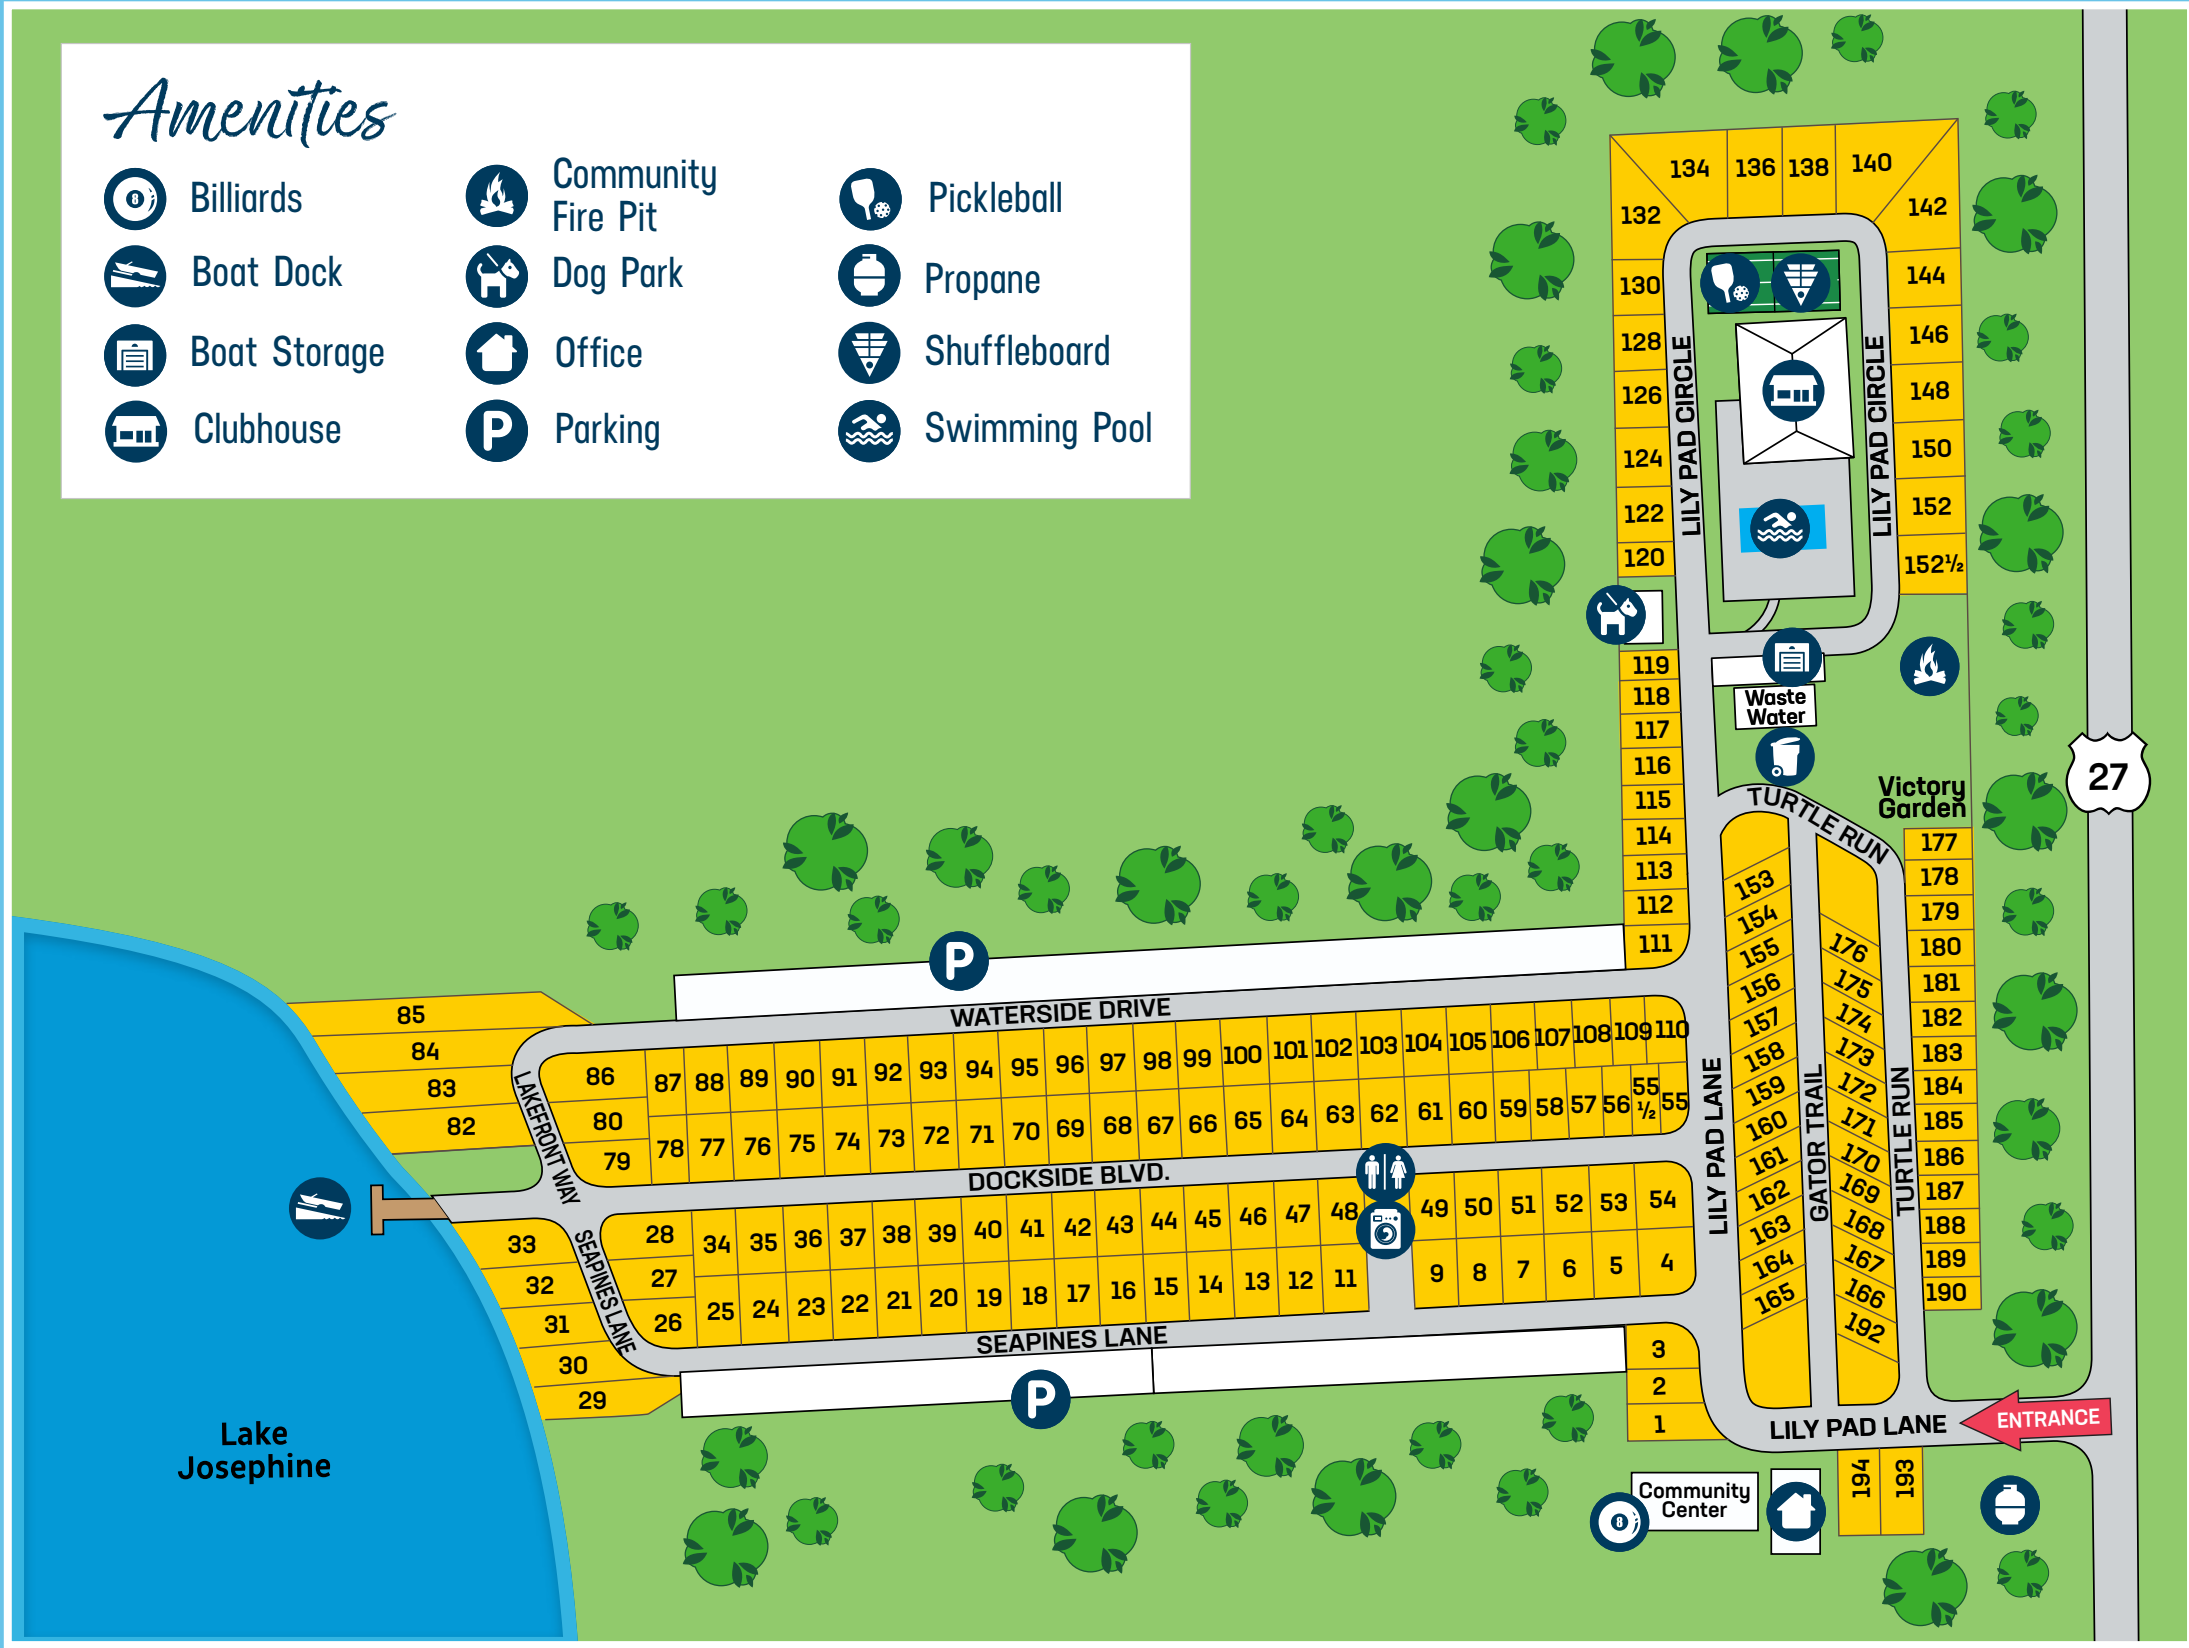 Amenities
Billiards
Boat Dock
Boat Storage
Clubhouse
Community
Fire Pit
Dog Park
Office
P
Parking
Pickleball
Propane
Shuffleboard
Swimming Pool
8
134 136 138 140
132 142
130 144
128 146
126 148
124 150
122 152
120 152½
LILY PAD CIRCLE
LILY PAD CIRCLE
119
118
117
116
115
114
113
112
111
Waste
Water
Victory
Garden
27
TURTLE RUN
153
154
155
156
157
158
159
160
161
162
163
164
165
176
175
174
173
172
171
170
169
168
167
166
192
177
178
179
180
181
182
183
184
185
186
187
188
189
190
LILY PAD LANE
GATOR TRAIL
TURTLE RUN
P
WATERSIDE DRIVE
85
84
83
82
LAKEFRONT WAY
86 87 88 89 90 91 92 93 94 95 96 97 98 99 100 101 102 103 104 105 106 107 108 109 110
80
79 78 77 76 75 74 73 72 71 70 69 68 67 66 65 64 63 62 61 60 59 58 57 56 55½ 55
DOCKSIDE BLVD.
33
32
31
30
29
SEAPINES LANE
28 34 35 36 37 38 39 40 41 42 43 44 45 46 47 48 49 50 51 52 53 54
27
26 25 24 23 22 21 20 19 18 17 16 15 14 13 12 11 9 8 7 6 5 4
SEAPINES LANE
P
3
2
1
LILY PAD LANE
ENTRANCE
194 193
Community
Center
8
Lake
Josephine